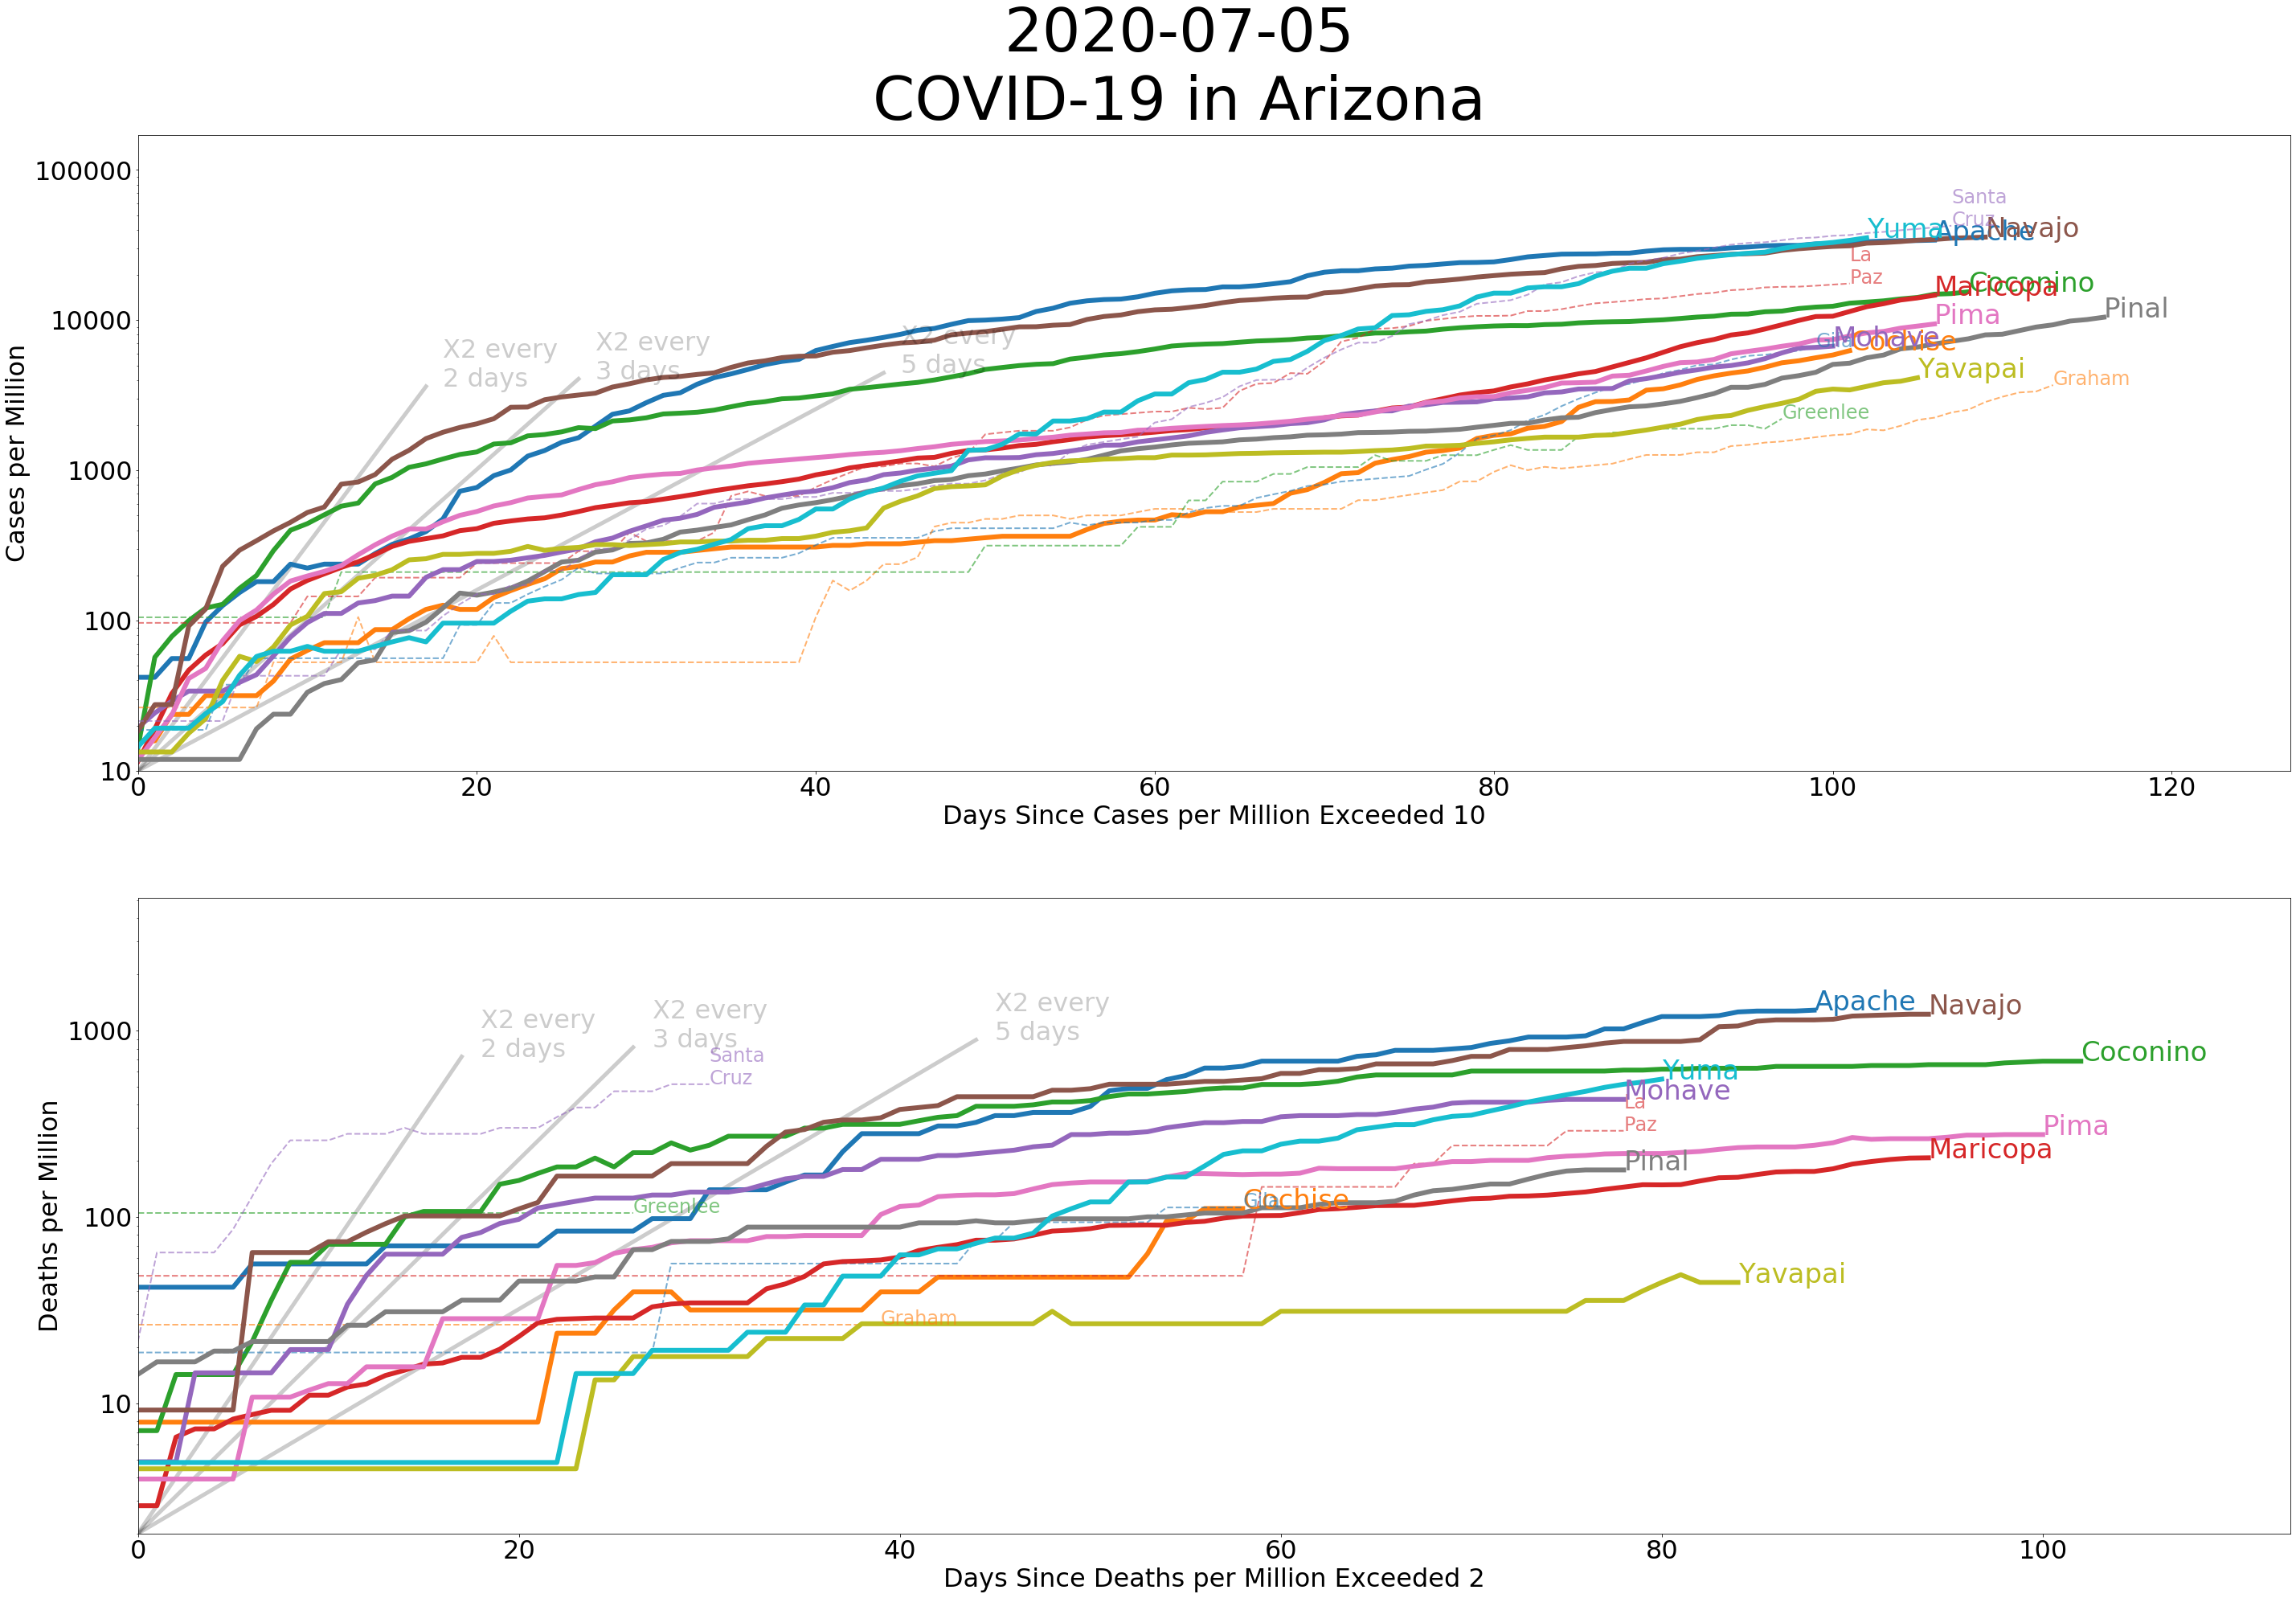 2020-07-05
COVID-19 in Arizona
100000
10000
1000
100
10
Cases per Million
X2 every
2 days
X2 every
3 days
X2 every
5 days
Santa
Cruz
Yuma
Apache
Navajo
La
Paz
Maricopa
Coconino
Pima
Pinal
Gila
Mohave
Cochise
Yavapai
Graham
Greenlee
0
20
40
60
80
100
120
Days Since Cases per Million Exceeded 10
1000
100
10
Deaths per Million
X2 every
2 days
X2 every
3 days
X2 every
5 days
Santa
Cruz
Apache
Navajo
Coconino
Yuma
Mohave
La
Paz
Pima
Maricopa
Pinal
Greenlee
Gila
Cochise
Yavapai
Graham
0
20
40
60
80
100
Days Since Deaths per Million Exceeded 2